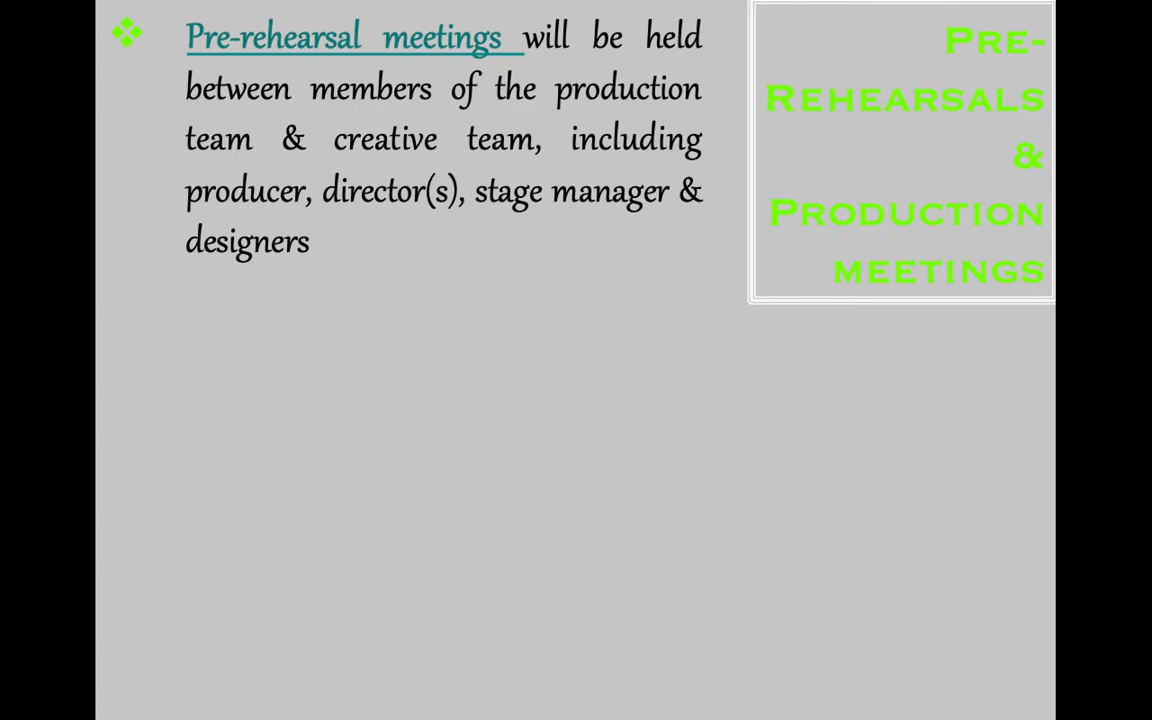 Pre-rehearsal meetings will be held
between members of the production
team & creative team, including
producer, director(s), stage manager &
designers
PRE-
REHEARSALS
&
PRODUCTION
MEETINGS